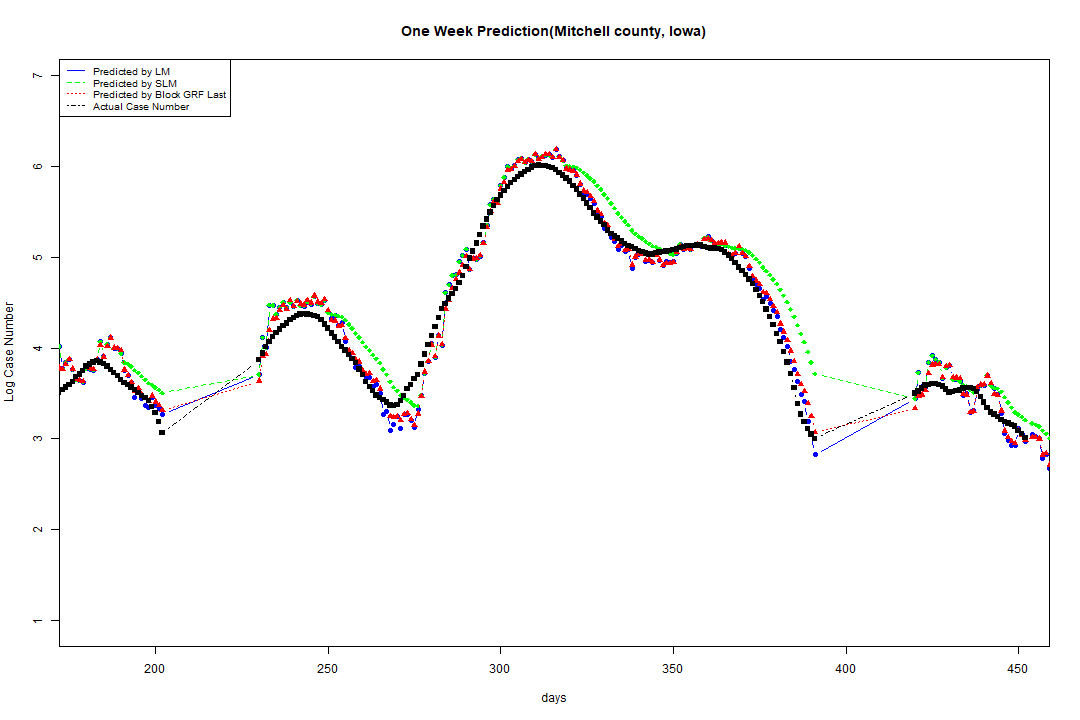 One Week Prediction(Mitchell county, Iowa)
Predicted by LM
Predicted by SLM
Predicted by Block GRF Last
Actual Case Number
Log Case Number
7
6
5
4
3
2
1
200
250
300
350
400
450
days